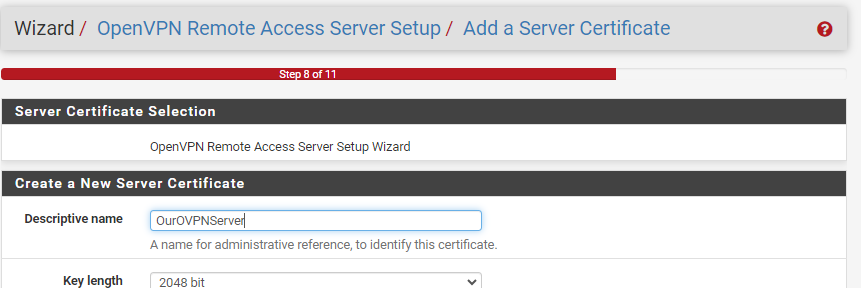 Wizard / OpenVPN Remote Access Server Setup / Add a Server Certificate
Step 8 of 11
Server Certificate Selection
OpenVPN Remote Access Server Setup Wizard
Create a New Server Certificate
Descriptive name OurOVPNServer
A name for administrative reference, to identify this certificate.
Key length 2048 bit